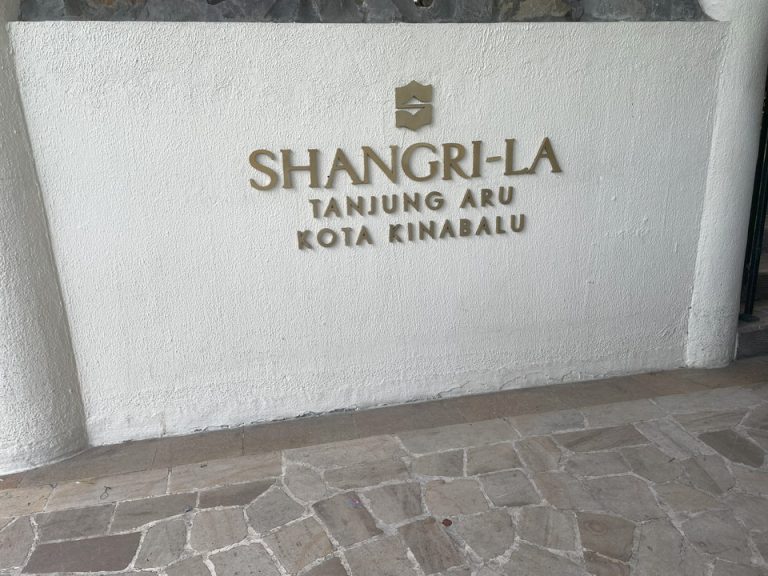 SHANGRI-LA
TANJUNG ARU
KOTA KINABALU